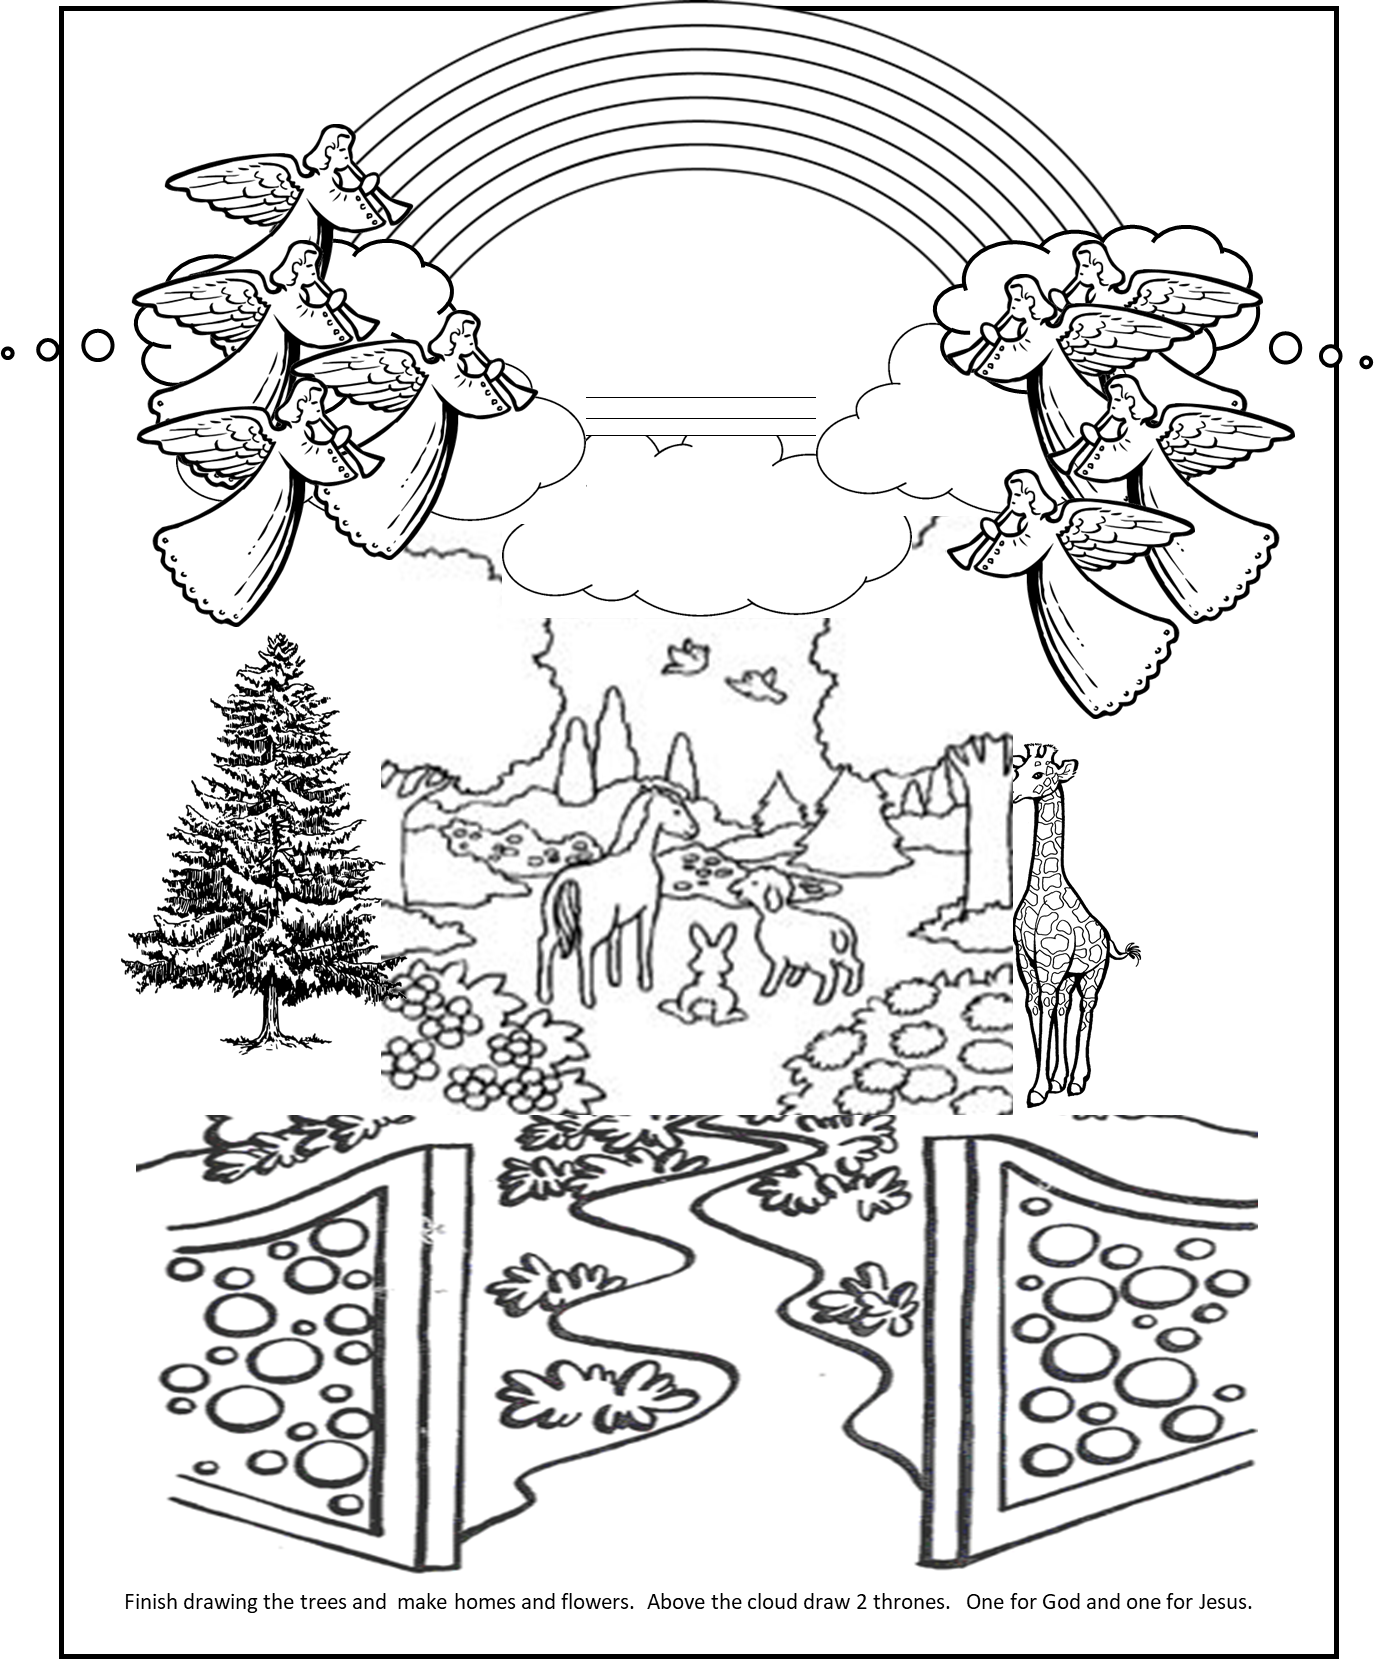 Finish drawing the trees and  make homes and flowers.  Above the cloud draw 2 thrones.   One for God and one for Jesus.